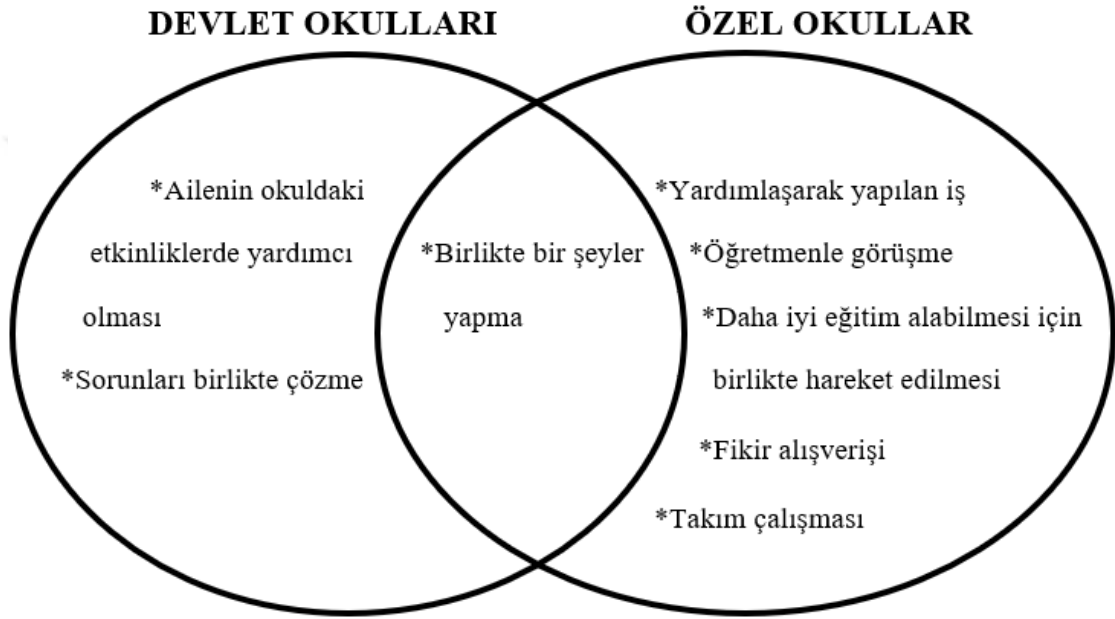 DEVLET OKULLARI
ÖZEL OKULLAR
*Ailenin okuldaki
etkinliklerde yardımcı
olması
*Sorunları birlikte çözme
*Birlikte bir şeyler
yapma
*Yardımlaşarak yapılan iş
*Öğretmenle görüşme
*Daha iyi eğitim alabilmesi için
birlikte hareket edilmesi
*Fikir alışverişi
*Takım çalışması